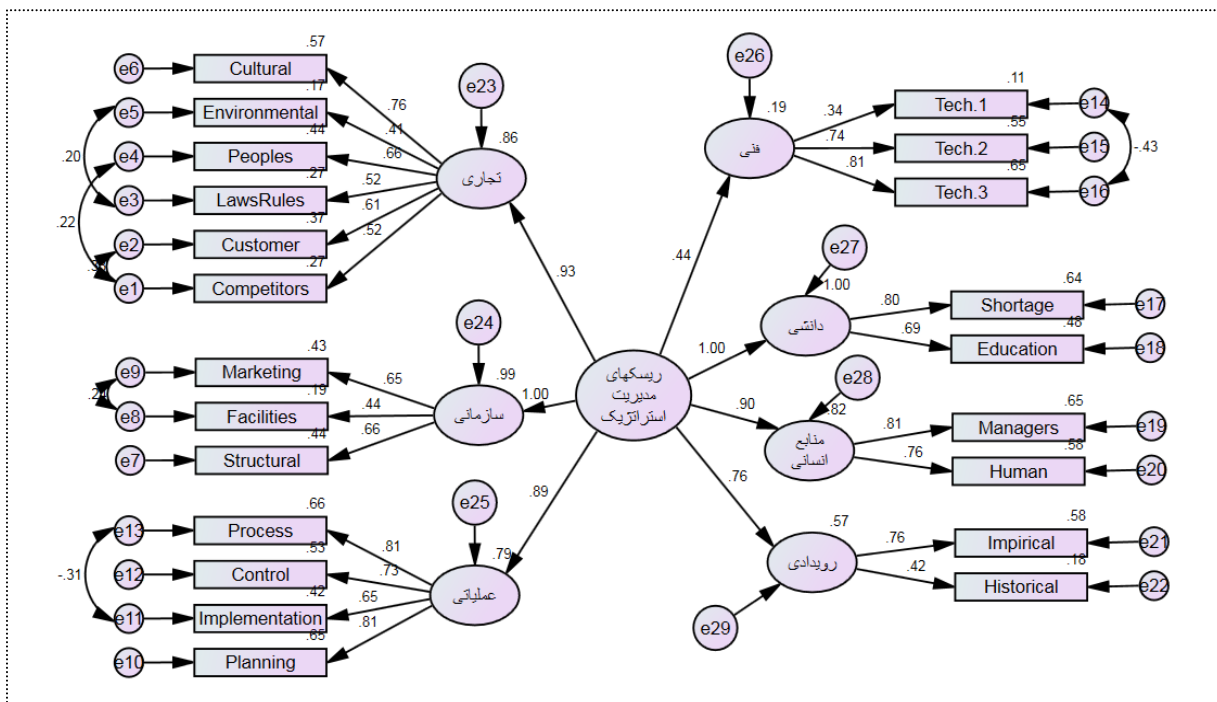 .57
e6
Cultural
.17
e5
Environmental
.44
e4
Peoples
.27
e3
LawsRules
.37
e2
Customer
.27
e1
Competitors
.20
.22
.76
.41
.66
.52
.61
.52
e23
.86
تجاری
.93
.43
e9
Marketing
.19
e8
Facilities
.44
e7
Structural
.65
.44
.66
e24
.99
سازمانی
1.00
.66
e13
Process
.53
e12
Control
.42
e11
Implementation
.65
e10
Planning
-.31
.81
.73
.65
.81
e25
.79
عملیاتی
.89
ریسکهای
مدیریت
استراتژیک
e26
.19
فنی
.44
.34
.74
.81
.11
Tech.1
e14
.55
Tech.2
e15
.65
Tech.3
e16
-.43
e27
1.00
دانشی
1.00
.80
.69
.64
Shortage
e17
.48
Education
e18
e28
.82
منابع
انسانی
.90
.81
.76
.65
Managers
e19
.58
Human
e20
.76
.57
رویدادی
e29
.76
.42
.58
Impirical
e21
.18
Historical
e22